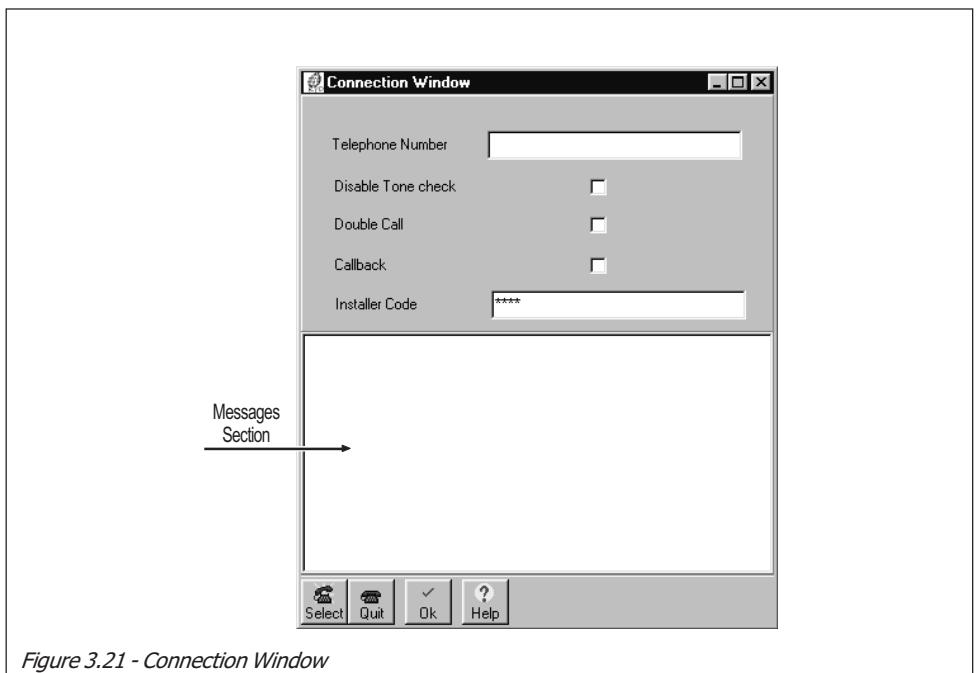 Connection Window
Telephone Number
Disable Tone check
Double Call
Callback
Installer Code ****
Messages
Section
Select Quit Ok Help
Figure 3.21 - Connection Window